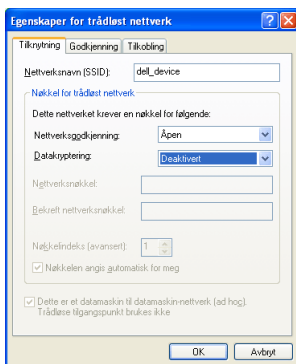 Egenskaper for trådløst nettverk
Tilknytning Godkjenning Tilkobling
Nettverksnavn (SSID): dell_device
Nøkkel for trådløst nettverk
Dette nettverket krever en nøkkel for følgende:
Nettverksgodkjenning: Åpen
Datakryptering: Deaktivert
Nettverksnøkkel:
Bekreft nettverksnøkkel:
Nøkkelindeks (avansert): 1
Nøkkelen angis automatisk for meg
Dette er et datamaskin til datamaskin-nettverk (ad hoc).
Trådløse tilgangspunkt brukes ikke
OK Avbryt